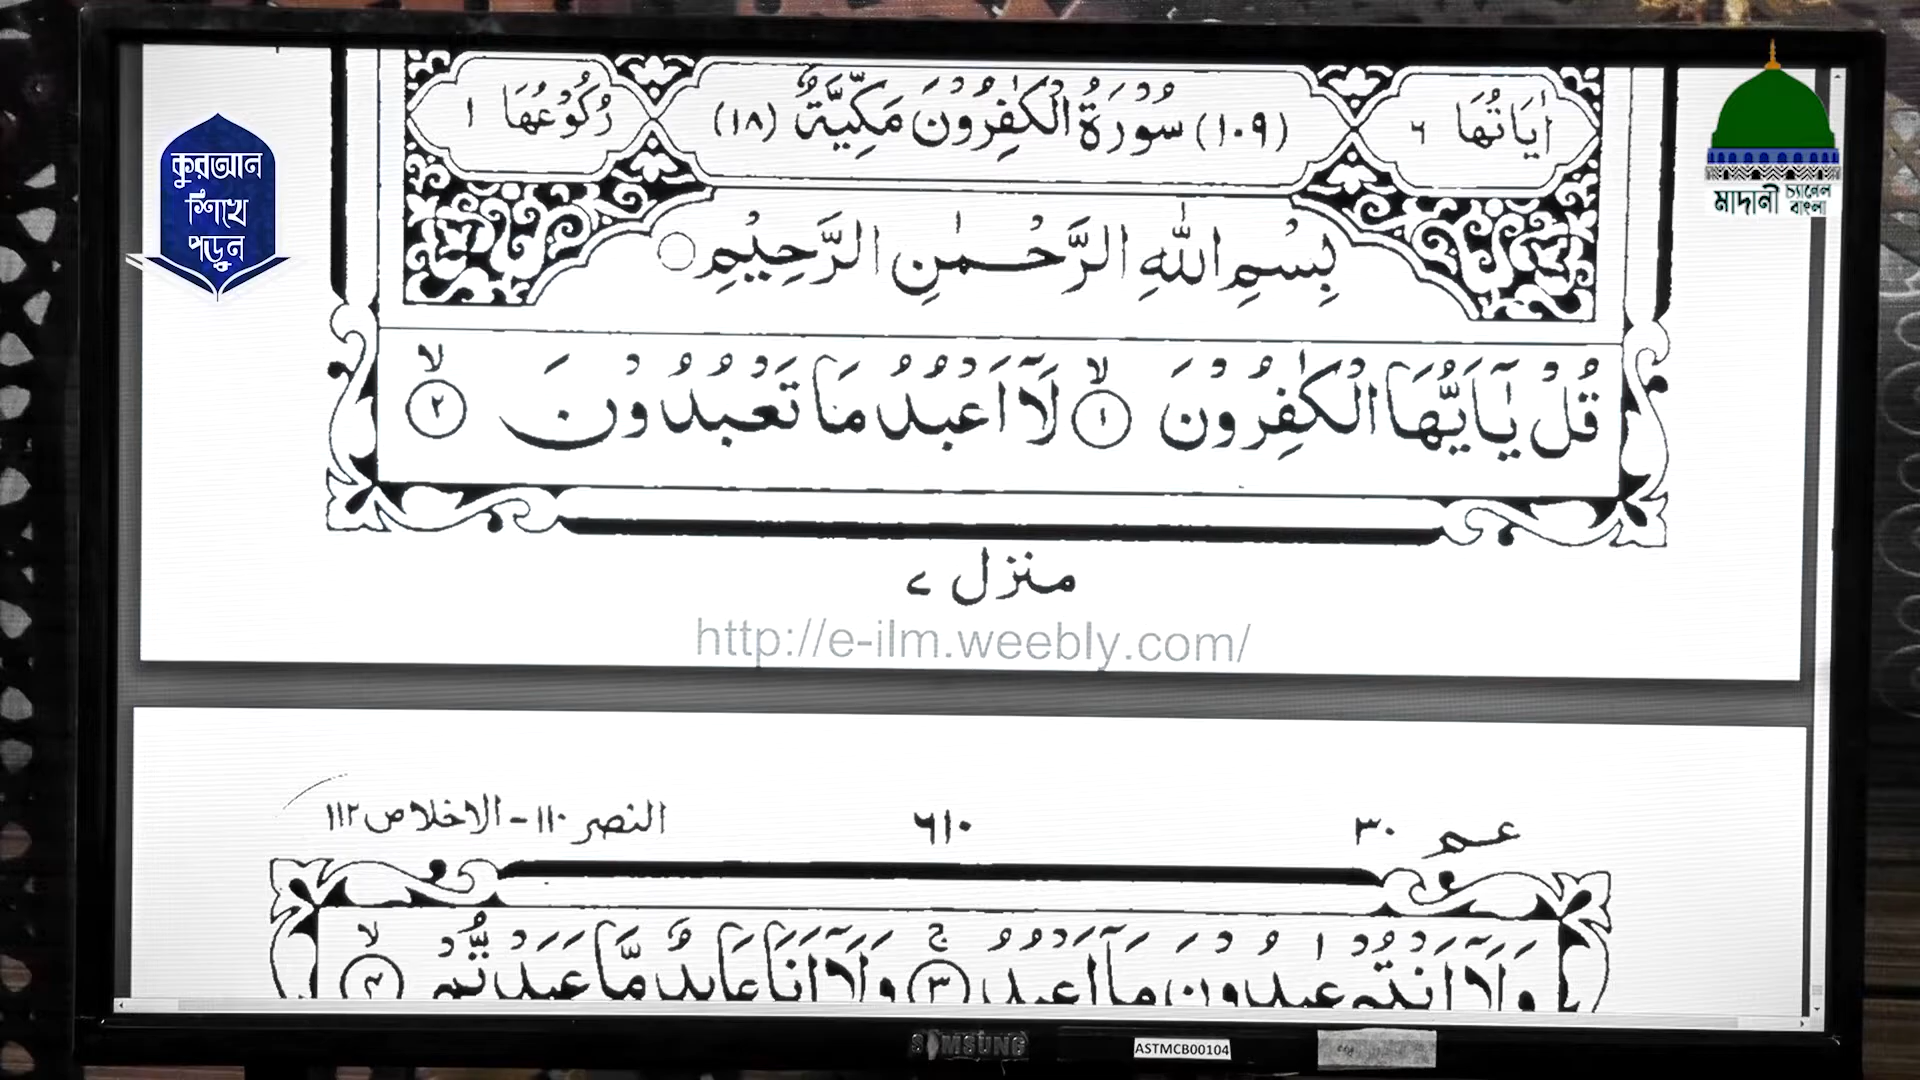 কুরআন
শিখে
পড়ুন
মাদানী চ্যানেল বাংলা
اٰيَاتُهَا ٦
(١٠٩) سُوْرَةُ الْكٰفِرُوْنَ مَكِّيَّةٌ (١٨)
رُكُوْعُهَا ١
بِسْمِ اللّٰهِ الرَّحْمٰنِ الرَّحِيْمِ
قُلْ يٰۤاَيُّهَا الْكٰفِرُوْنَ ۙ‏﴿١﴾ لَاۤ اَعْبُدُ مَا تَعْبُدُوْنَ ۙ‏﴿٢﴾
منزل ٧
http://e-ilm.weebly.com/
عم ٣٠
٦١٠
النصر ١١٠ - الاخلاص ١١٢
وَلَاۤ اَنْتُمْ عٰبِدُوْنَ مَاۤ اَعْبُدُ ۚ‏﴿٣﴾ وَلَاۤ اَنَا عَابِدٌ مَّا عَبَدْتُّمْ ۙ‏﴿٤﴾
SAMSUNG
ASTMCB00104